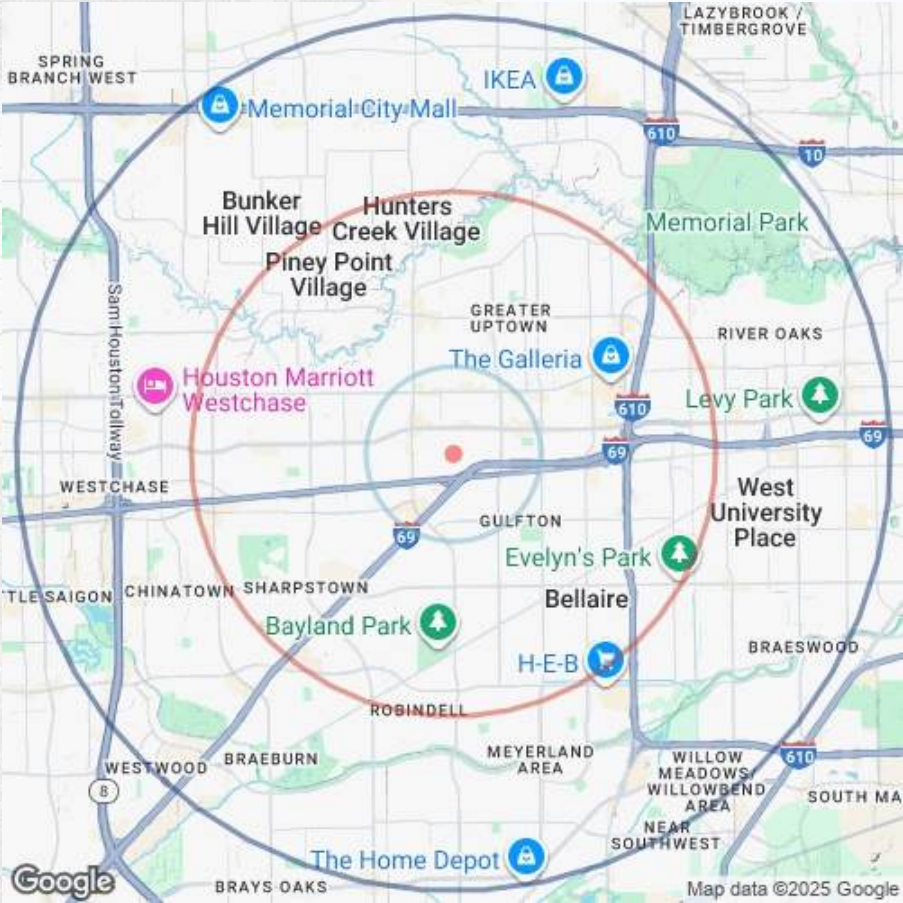 LAZYBROOK /
TIMBERGROVE
SPRING
BRANCH WEST
IKEA
Memorial City Mall
610
10
Bunker
Hill Village
Hunters
Creek Village
Memorial Park
Piney Point
Village
GREATER
UPTOWN
RIVER OAKS
Sam Houston Tollway
The Galleria
Houston Marriott
Westchase
Levy Park
610
69
69
WESTCHASE
West
University
Place
GULFTON
69
Evelyn's Park
TLE SAIGON
CHINATOWN
SHARPSTOWN
Bellaire
Bayland Park
H-E-B
BRAESWOOD
ROBINDELL
MEYERLAND
AREA
BRAEBURN
WESTWOOD
610
WILLOW
MEADOWS/
WILLOWBEND
AREA
8
SOUTH MA
NEAR
SOUTHWEST
The Home Depot
Google
BRAYS OAKS
Map data ©2025 Google